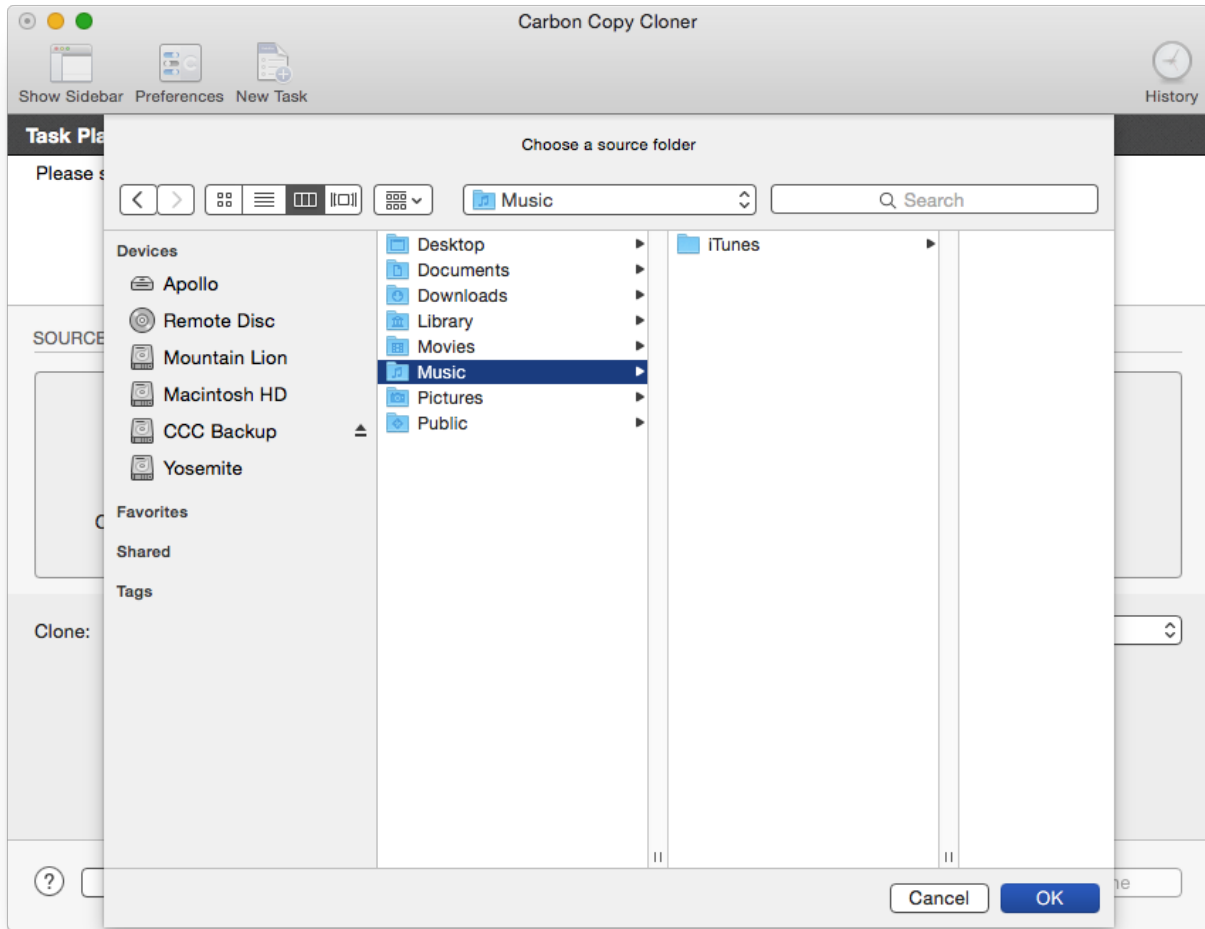 Carbon Copy Cloner
Show Sidebar Preferences New Task History
Task Pla
Choose a source folder
Please s
Music
Search
Devices
Apollo
Remote Disc
Mountain Lion
Macintosh HD
CCC Backup
Yosemite
Favorites
Shared
Tags
Desktop
Documents
Downloads
Library
Movies
Music
Pictures
Public
iTunes
SOURCE
C
Clone:
?
Cancel OK
ne